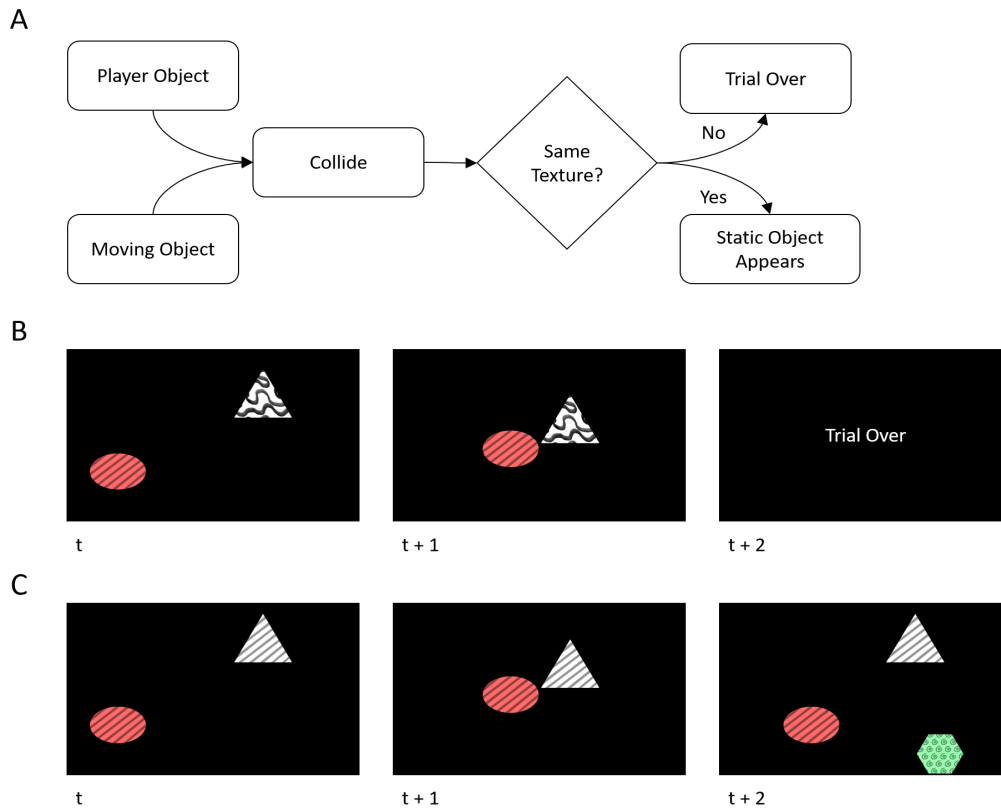 A
Player Object
Moving Object
Collide
Same
Texture?
No
Yes
Trial Over
Static Object
Appears
B
Trial Over
t
t + 1
t + 2
C
t
t + 1
t + 2